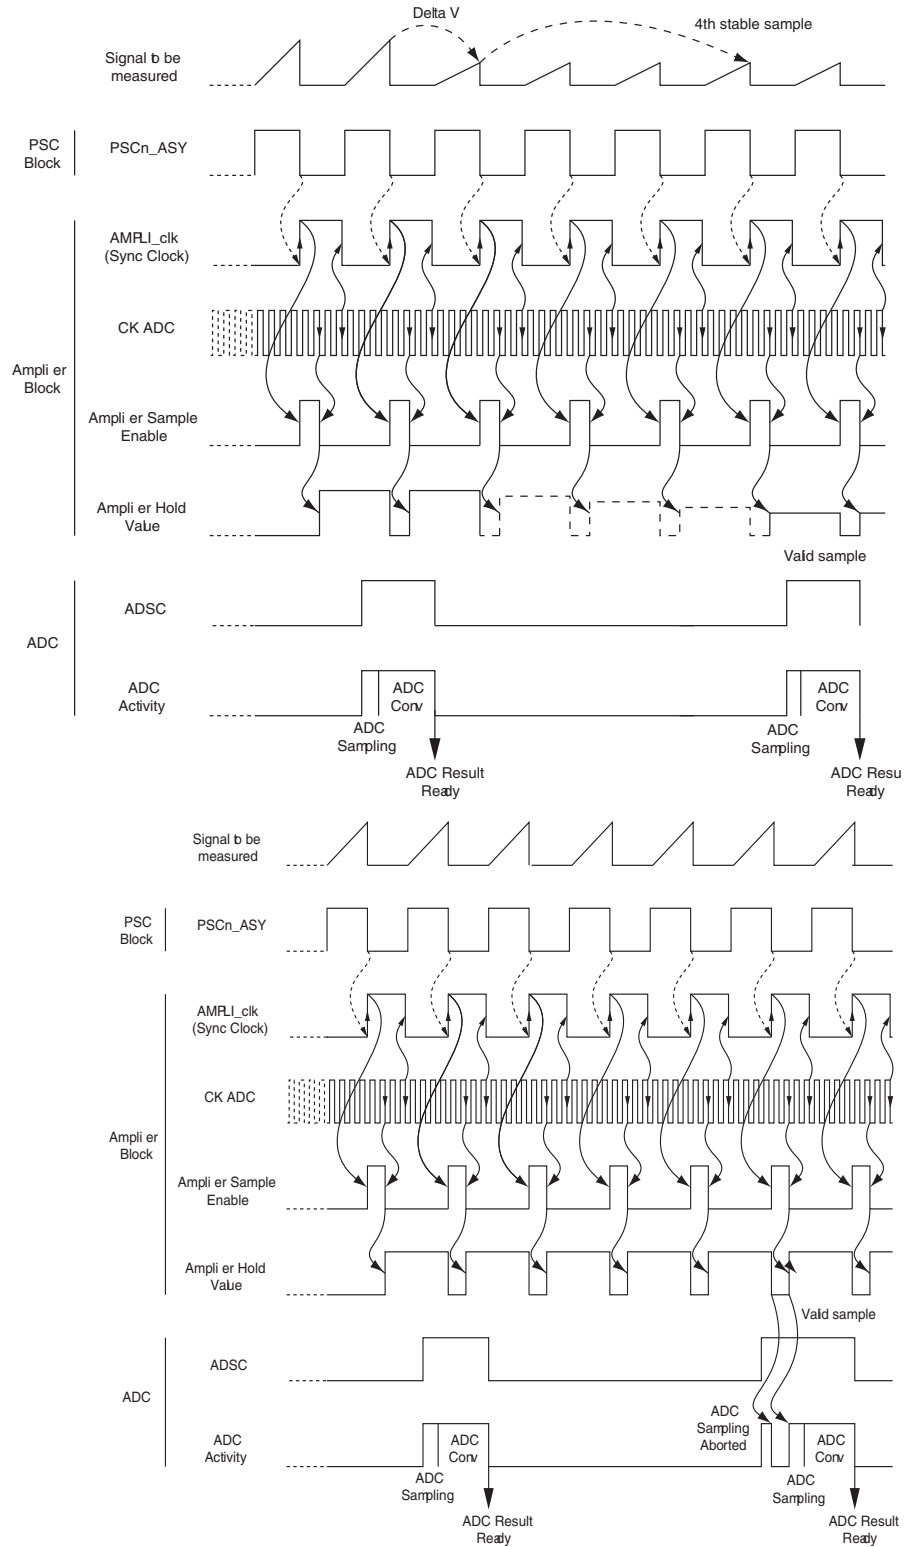 Delta V
4th stable sample
Signal to be
measured
PSC
Block
PSCn_ASY
AMPLI_clk
(Sync Clock)
CK ADC
Ampli er
Block
Ampli er Sample
Enable
Ampli er Hold
Value
Valid sample
ADSC
ADC
ADC
Activity
ADC
Conv
ADC
Conv
ADC
Sampling
ADC
Sampling
ADC Result
Ready
ADC Resu
Ready
Signal to be
measured
PSC
Block
PSCn_ASY
AMPLI_clk
(Sync Clock)
CK ADC
Ampli er
Block
Ampli er Sample
Enable
Ampli er Hold
Value
Valid sample
ADSC
ADC
ADC
Sampling
Aborted
ADC
Activity
ADC
Conv
ADC
Conv
ADC
Sampling
ADC
Sampling
ADC Result
Ready
ADC Result
Ready